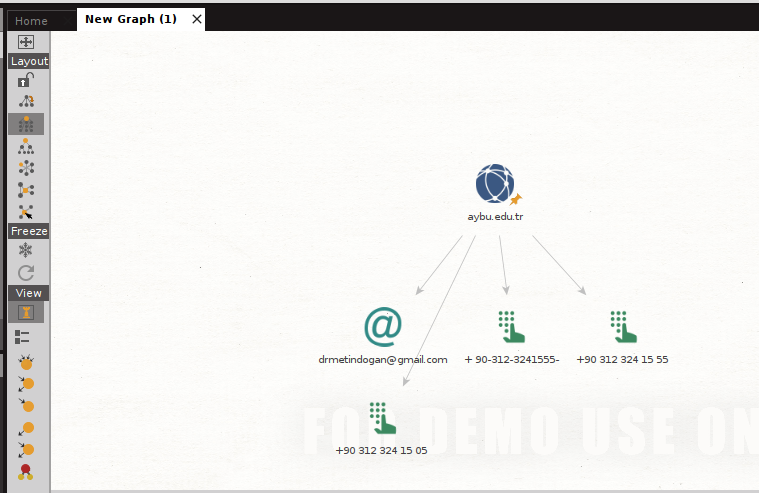 Home
New Graph (1)
Layout
Freeze
View
aybu.edu.tr
drmetindogan@gmail.com
+ 90-312-3241555-
+90 312 324 15 55
+90 312 324 15 05
FOR DEMO USE ON